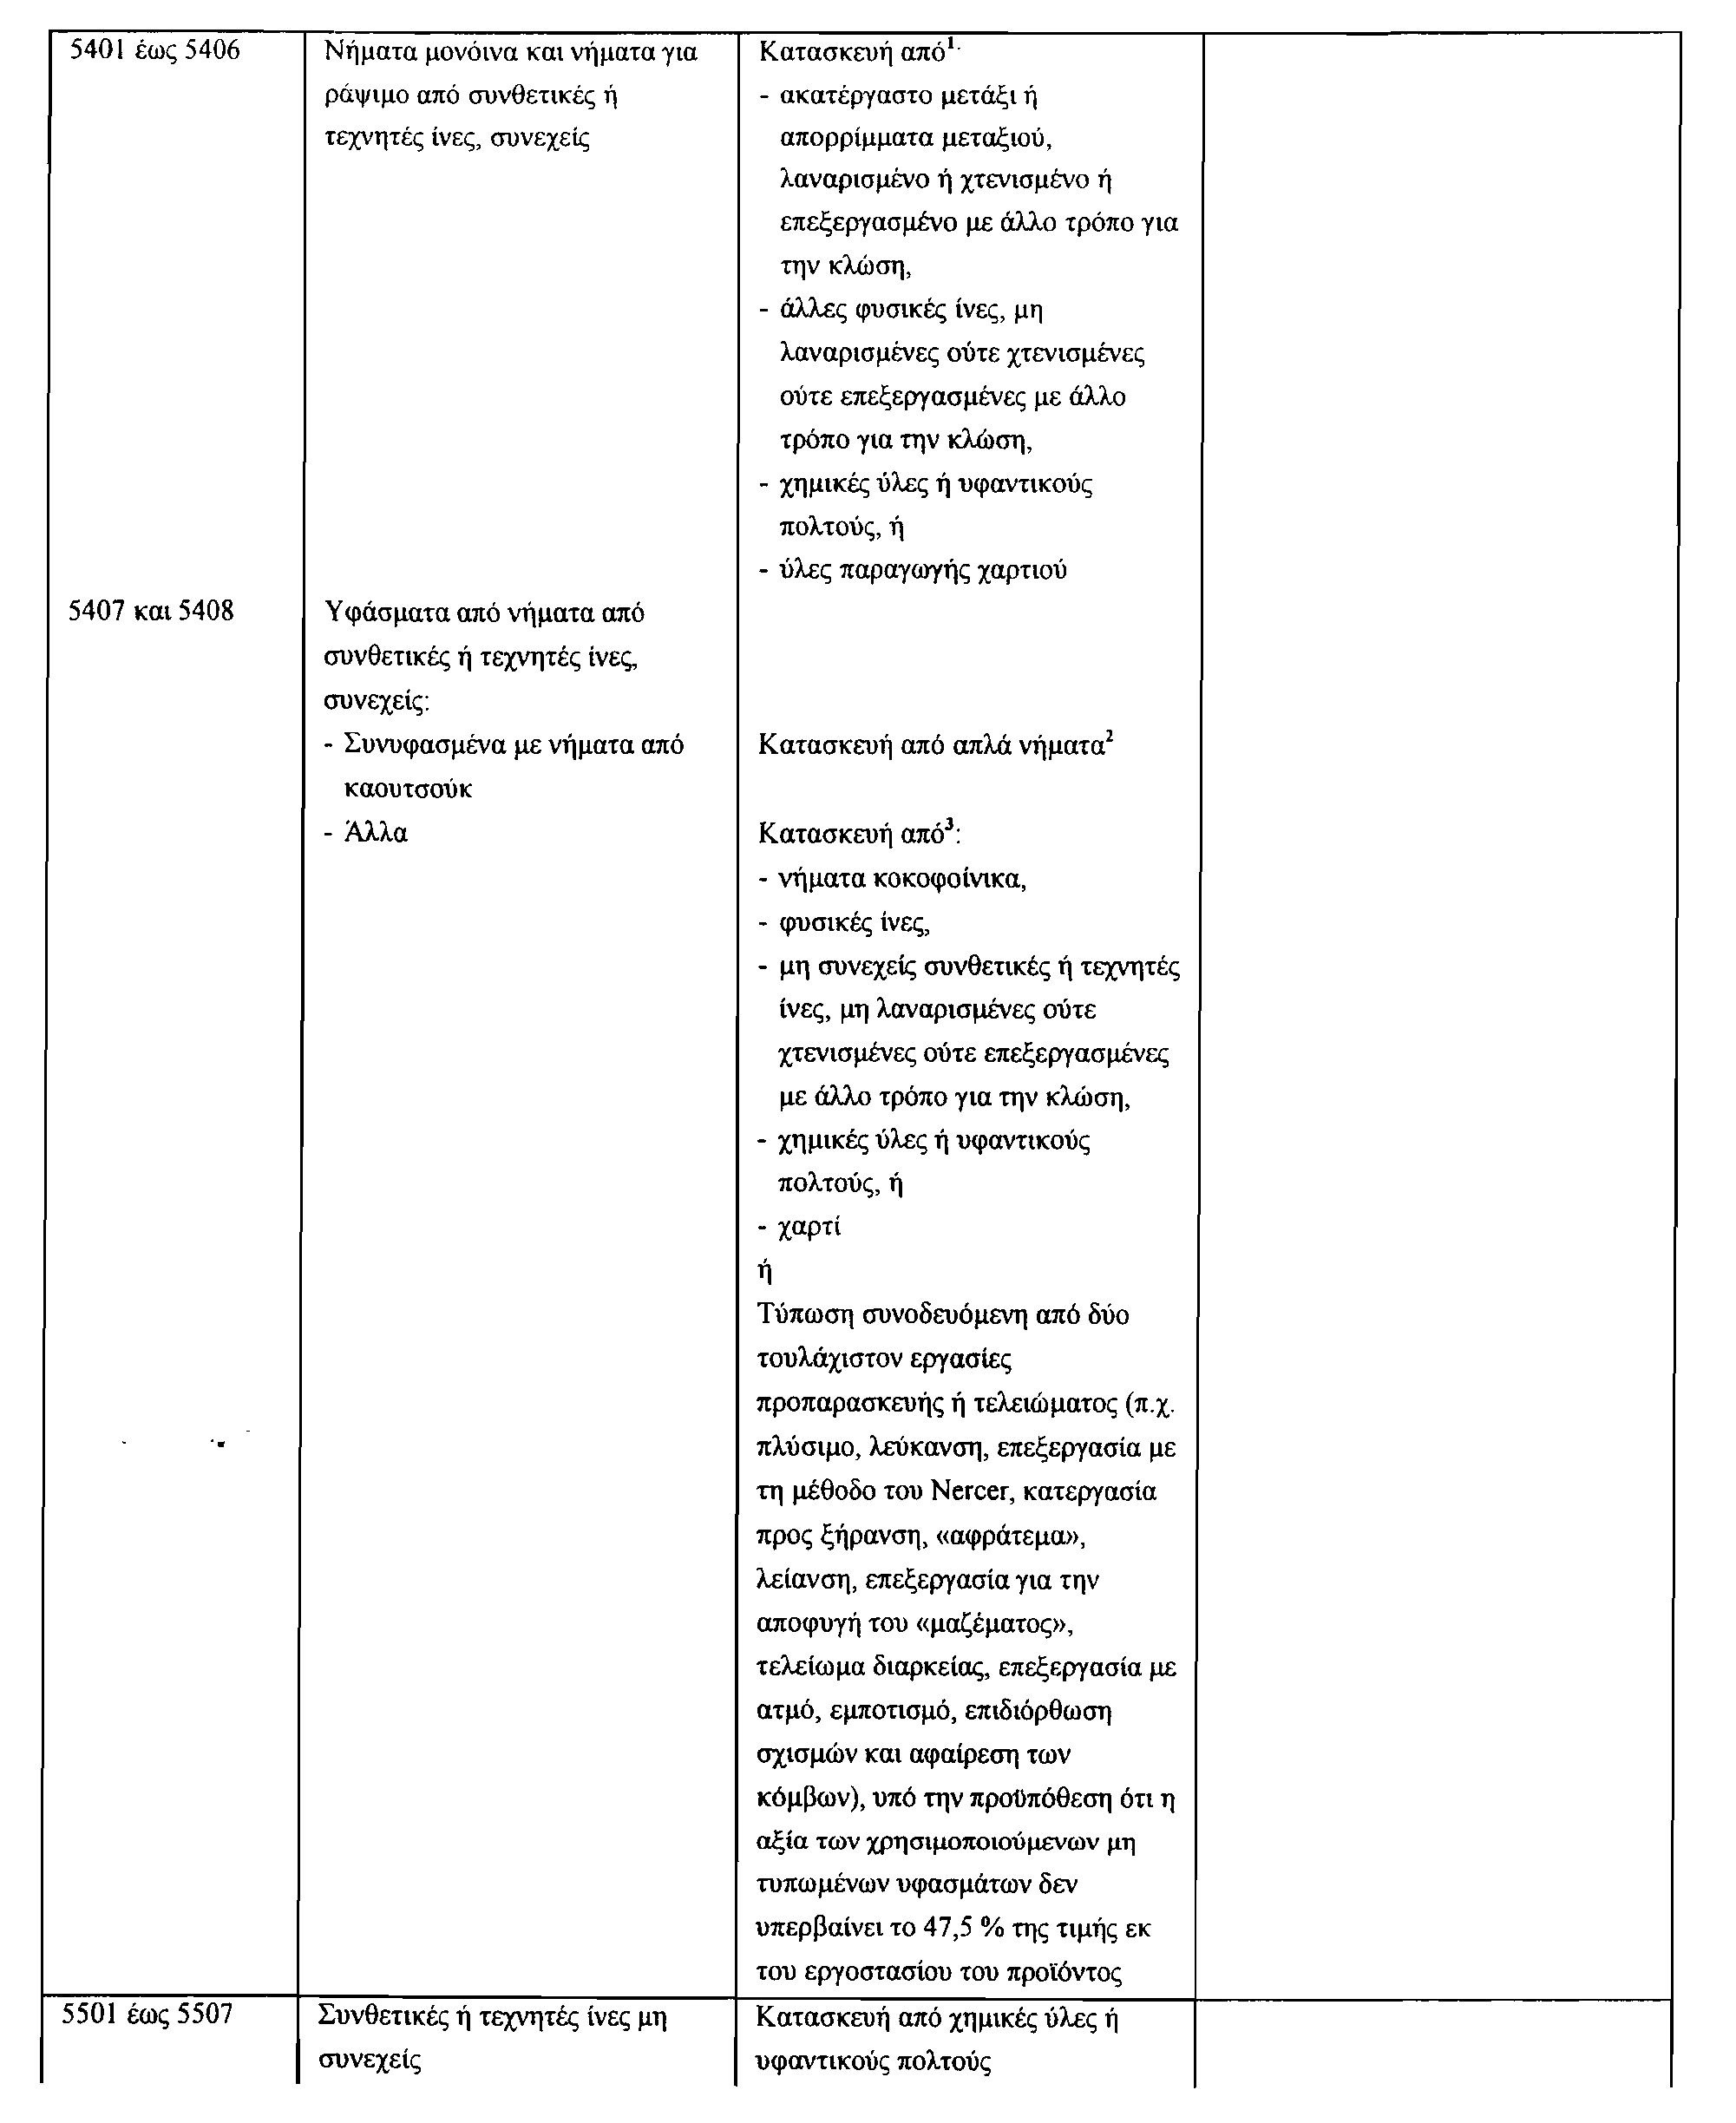 5401 έως 5406
Νήματα μονόινα και νήματα για
ράψιμο από συνθετικές ή
τεχνητές ίνες, συνεχείς
Κατασκευή από¹·
- ακατέργαστο μετάξι ή
απορρίμματα μεταξιού,
λαναρισμένο ή χτενισμένο ή
επεξεργασμένο με άλλο τρόπο για
την κλώση,
- άλλες φυσικές ίνες, μη
λαναρισμένες ούτε χτενισμένες
ούτε επεξεργασμένες με άλλο
τρόπο για την κλώση,
- χημικές ύλες ή υφαντικούς
πολτούς, ή
- ύλες παραγωγής χαρτιού
5407 και 5408
Υφάσματα από νήματα από
συνθετικές ή τεχνητές ίνες,
συνεχείς:
- Συνυφασμένα με νήματα από
καουτσούκ
Κατασκευή από απλά νήματα²
- Άλλα
Κατασκευή από³:
- νήματα κοκοφοίνικα,
- φυσικές ίνες,
- μη συνεχείς συνθετικές ή τεχνητές
ίνες, μη λαναρισμένες ούτε
χτενισμένες ούτε επεξεργασμένες
με άλλο τρόπο για την κλώση,
- χημικές ύλες ή υφαντικούς
πολτούς, ή
- χαρτί
ή
Τύπωση συνοδευόμενη από δύο
τουλάχιστον εργασίες
προπαρασκευής ή τελειώματος (π.χ.
πλύσιμο, λεύκανση, επεξεργασία με
τη μέθοδο του Nercer, κατεργασία
προς ξήρανση, «αφράτεμα»,
λείανση, επεξεργασία για την
αποφυγή του «μαζέματος»,
τελείωμα διαρκείας, επεξεργασία με
ατμό, εμποτισμό, επιδιόρθωση
σχισμών και αφαίρεση των
κόμβων), υπό την προϋπόθεση ότι η
αξία των χρησιμοποιούμενων μη
τυπωμένων υφασμάτων δεν
υπερβαίνει το 47,5 % της τιμής εκ
του εργοστασίου του προϊόντος
5501 έως 5507
Συνθετικές ή τεχνητές ίνες μη
συνεχείς
Κατασκευή από χημικές ύλες ή
υφαντικούς πολτούς